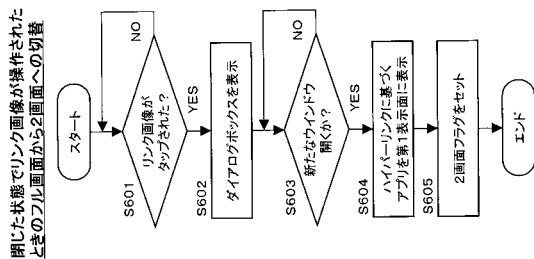 閉じた状態でリンク画像が操作された
ときのフル画面から2画面への切替
スタート
S601
リンク画像が
タップされた?
NO
YES
S602
ダイアログボックスを表示
S603
新たなウインドウ
開くか?
NO
YES
S604
ハイパーリンクに基づく
アプリを第1表示面に表示
S605
2画面フラグをセット
エンド